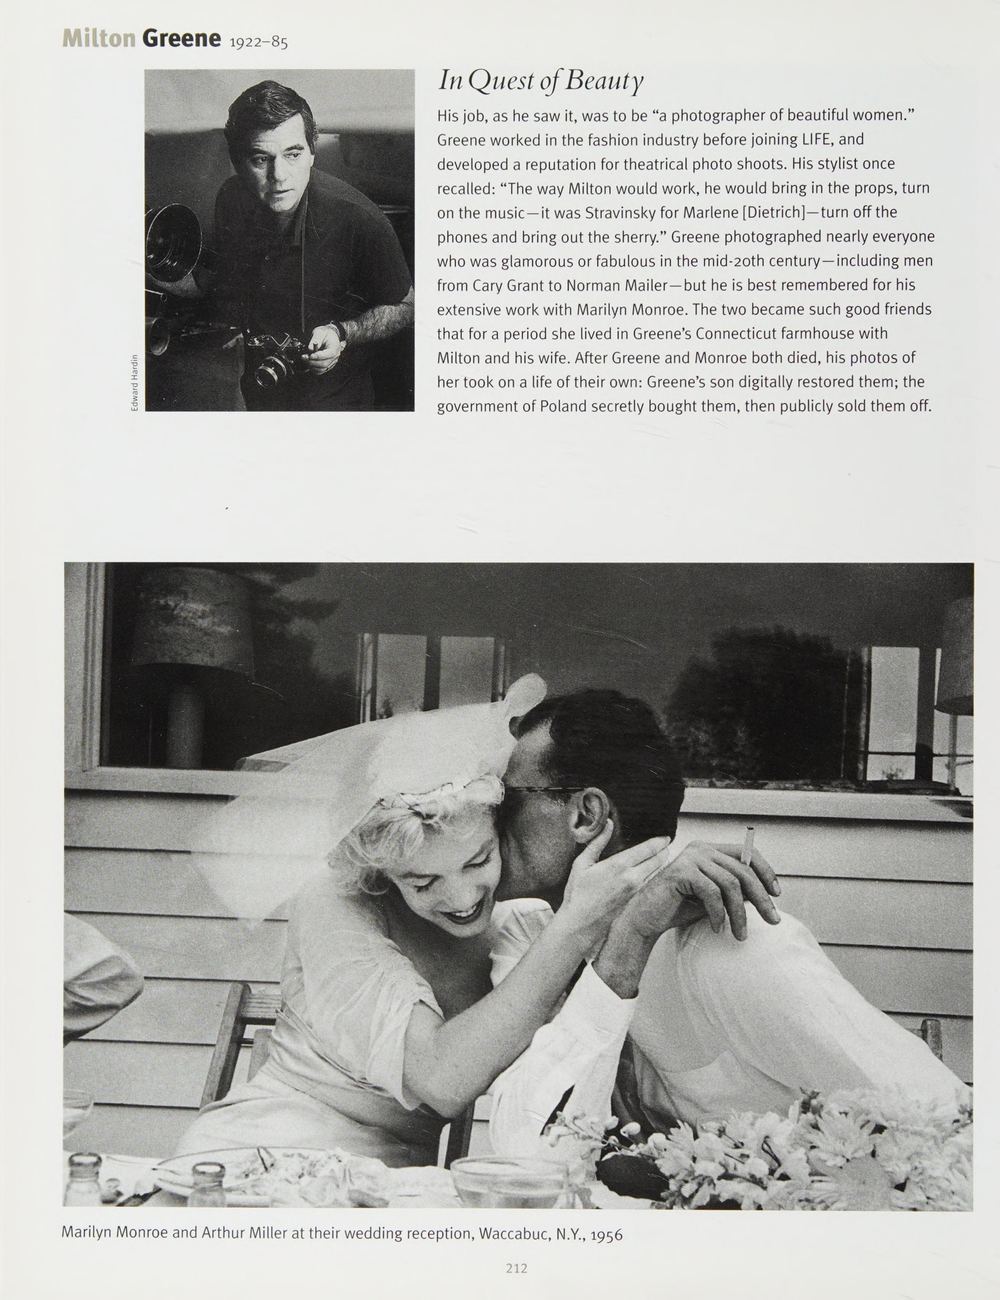 Milton Greene 1922–85
In Quest of Beauty
His job, as he saw it, was to be “a photographer of beautiful women.”
Greene worked in the fashion industry before joining LIFE, and
developed a reputation for theatrical photo shoots. His stylist once
recalled: “The way Milton would work, he would bring in the props, turn
on the music—it was Stravinsky for Marlene [Dietrich]—turn off the
phones and bring out the sherry.” Greene photographed nearly everyone
who was glamorous or fabulous in the mid-20th century—including men
from Cary Grant to Norman Mailer—but he is best remembered for his
extensive work with Marilyn Monroe. The two became such good friends
that for a period she lived in Greene’s Connecticut farmhouse with
Milton and his wife. After Greene and Monroe both died, his photos of
her took on a life of their own: Greene’s son digitally restored them; the
government of Poland secretly bought them, then publicly sold them off.
Edward Hardin
Marilyn Monroe and Arthur Miller at their wedding reception, Waccabuc, N.Y., 1956
212